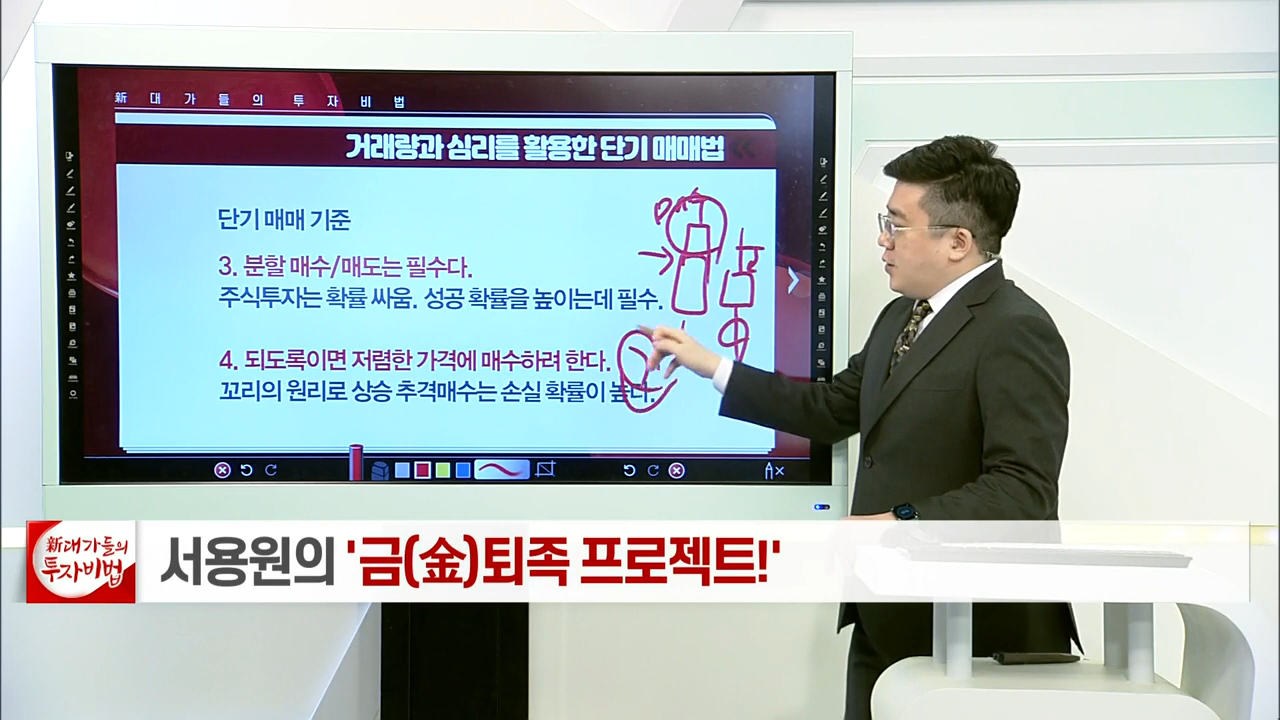 新 대 가 들 의 투 자 비 법
거래량과 심리를 활용한 단기 매매법
단기 매매 기준
3. 분할 매수/매도는 필수다.
주식투자는 확률 싸움. 성공 확률을 높이는데 필수.
4. 되도록이면 저렴한 가격에 매수하려 한다.
꼬리의 원리로 상승 추격매수는 손실 확률이 높다.
新대가들의
투자비법
서용원의 '금(金)퇴족 프로젝트!'